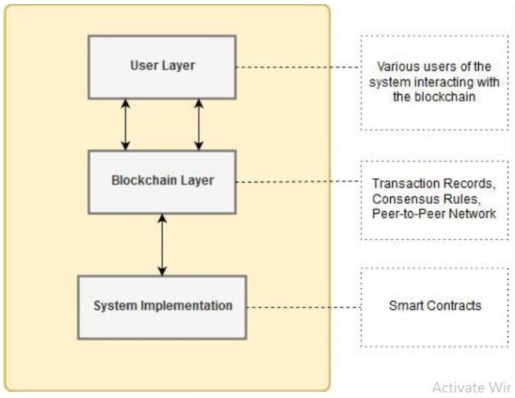 User Layer
Various users of the
system interacting with
the blockchain
Blockchain Layer
Transaction Records,
Consensus Rules,
Peer-to-Peer Network
System Implementation
Smart Contracts
Activate Wir